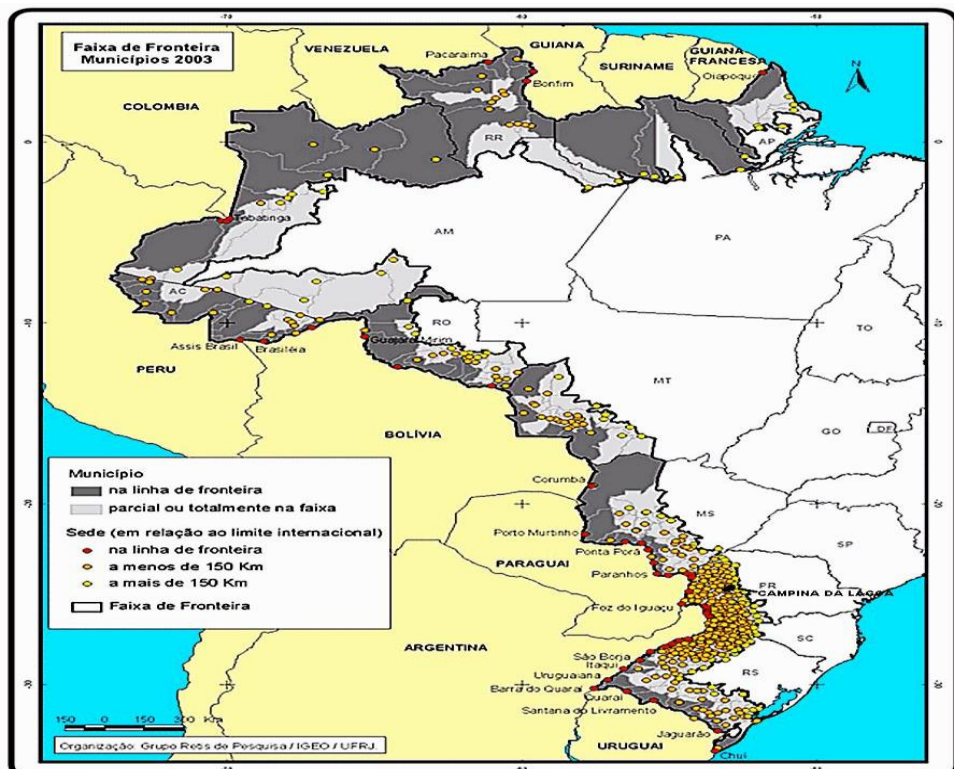 Faixa de Fronteira
Municípios 2003
VENEZUELA
GUIANA
SURINAME
GUIANA
FRANCESA
COLOMBIA
Pacaraima
Bonfim
Oiapoque
N
RR
AP
Tabatinga
AM
PA
AC
RO
TO
Assis Brasil
Brasiléia
Guajará-Mirim
PERU
MT
BOLÍVIA
GO
DF
Município
na linha de fronteira
parcial ou totalmente na faixa
Sede (em relação ao limite internacional)
na linha de fronteira
a menos de 150 Km
a mais de 150 Km
Faixa de Fronteira
Corumbá
MS
Porto Murtinho
SP
Ponta Porã
PARAGUAI
Paranhos
PR
CAMPINA DA LAGOA
Foz do Iguaçu
SC
ARGENTINA
São Borja
Itaqui
RS
Uruguaiana
Barra do Quaraí
Quaraí
Santana do Livramento
Jaguarão
URUGUAI
Chuí
150 0 150 300 Km
Organização: Grupo Retis de Pesquisa / IGEO / UFRJ.